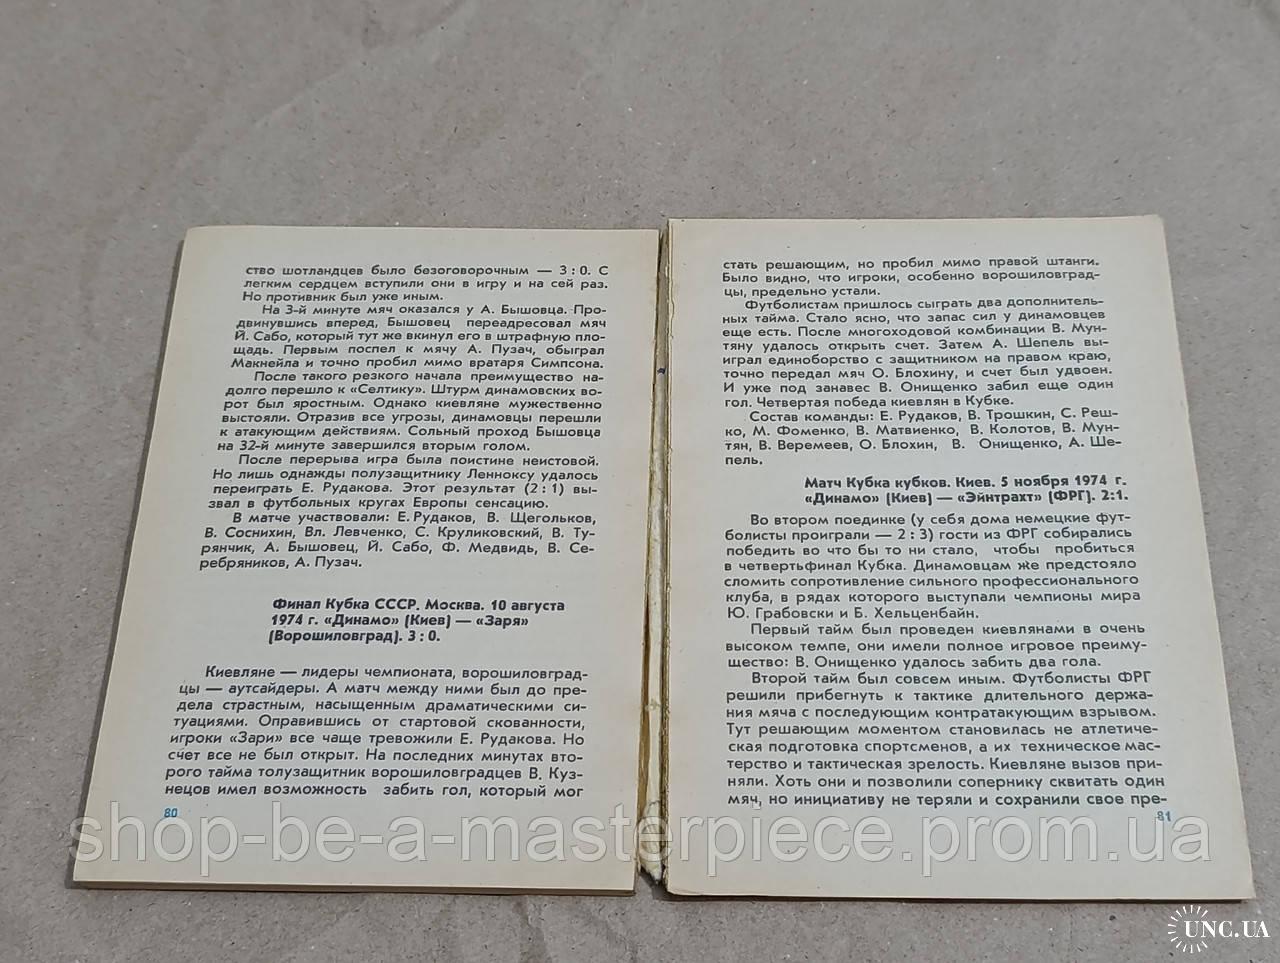 ство шотландцев было безоговорочным — 3 : 0. С
легким сердцем вступили они в игру и на сей раз.
Но противник был уже иным.
На 3-й минуте мяч оказался у А. Бышовца. Про-
двинувшись вперед, Бышовец переадресовал мяч
Й. Сабо, который тут же вкинул его в штрафную пло-
щадь. Первым поспел к мячу А. Пузач, обыграл
Макнейла и точно пробил мимо вратаря Симпсона.
После такого резкого начала преимущество на-
долго перешло к «Селтику». Штурм динамовских во-
рот был яростным. Однако киевляне мужественно
выстояли. Отразив все угрозы, динамовцы перешли
к атакующим действиям. Сольный проход Бышовца
на 32-й минуте завершился вторым голом.
После перерыва игра была поистине неистовой.
Но лишь однажды полузащитнику Ленноксу удалось
переиграть Е. Рудакова. Этот результат (2 : 1) вы-
звал в футбольных кругах Европы сенсацию.
В матче участвовали: Е. Рудаков, В. Щегольков,
В. Соснихин, Вл. Левченко, С. Круликовский, В. Ту-
рянчик, А. Бышовец, Й. Сабо, Ф. Медвидь, В. Се-
ребряников, А. Пузач.
Финал Кубка СССР. Москва. 10 августа
1974 г. «Динамо» (Киев) — «Заря»
(Ворошиловград). 3 : 0.
Киевляне — лидеры чемпионата, ворошиловград-
цы — аутсайдеры. А матч между ними был до пре-
дела страстным, насыщенным драматическими си-
туациями. Оправившись от стартовой скованности,
игроки «Зари» все чаще тревожили Е. Рудакова. Но
счет все не был открыт. На последних минутах вто-
рого тайма толузащитник ворошиловградцев В. Куз-
нецов имел возможность забить гол, который мог
80
стать решающим, но пробил мимо правой штанги.
Было видно, что игроки, особенно ворошиловград-
цы, предельно устали.
Футболистам пришлось сыграть два дополнитель-
ных тайма. Стало ясно, что запас сил у динамовцев
еще есть. После многоходовой комбинации В. Мун-
тяну удалось открыть счет. Затем А. Шепель вы-
играл единоборство с защитником на правом краю,
точно передал мяч О. Блохину, и счет был удвоен.
И уже под занавес В. Онищенко забил еще один
гол. Четвертая победа киевлян в Кубке.
Состав команды: Е. Рудаков, В. Трошкин, С. Реш-
ко, М. Фоменко, В. Матвиенко, В. Колотов, В. Мун-
тян, В. Веремеев, О. Блохин, В. Онищенко, А. Ше-
пель.
Матч Кубка кубков. Киев. 5 ноября 1974 г.
«Динамо» (Киев) — «Эйнтрахт» (ФРГ). 2:1.
Во втором поединке (у себя дома немецкие фут-
болисты проиграли — 2 : 3) гости из ФРГ собирались
победить во что бы то ни стало, чтобы пробиться
в четвертьфинал Кубка. Динамовцам же предстояло
сломить сопротивление сильного профессионального
клуба, в рядах которого выступали чемпионы мира
Ю. Грабовски и Б. Хельценбайн.
Первый тайм был проведен киевлянами в очень
высоком темпе, они имели полное игровое преиму-
щество: В. Онищенко удалось забить два гола.
Второй тайм был совсем иным. Футболисты ФРГ
решили прибегнуть к тактике длительного держа-
ния мяча с последующим контратакующим взрывом.
Тут решающим моментом становилась не атлетиче-
ская подготовка спортсменов, а их техническое мас-
терство и тактическая зрелость. Киевляне вызов при-
няли. Хоть они и позволили сопернику сквитать один
мяч, но инициативу не теряли и сохранили свое пре-
81
shop-be-a-masterpiece.prom.ua
UNC.UA